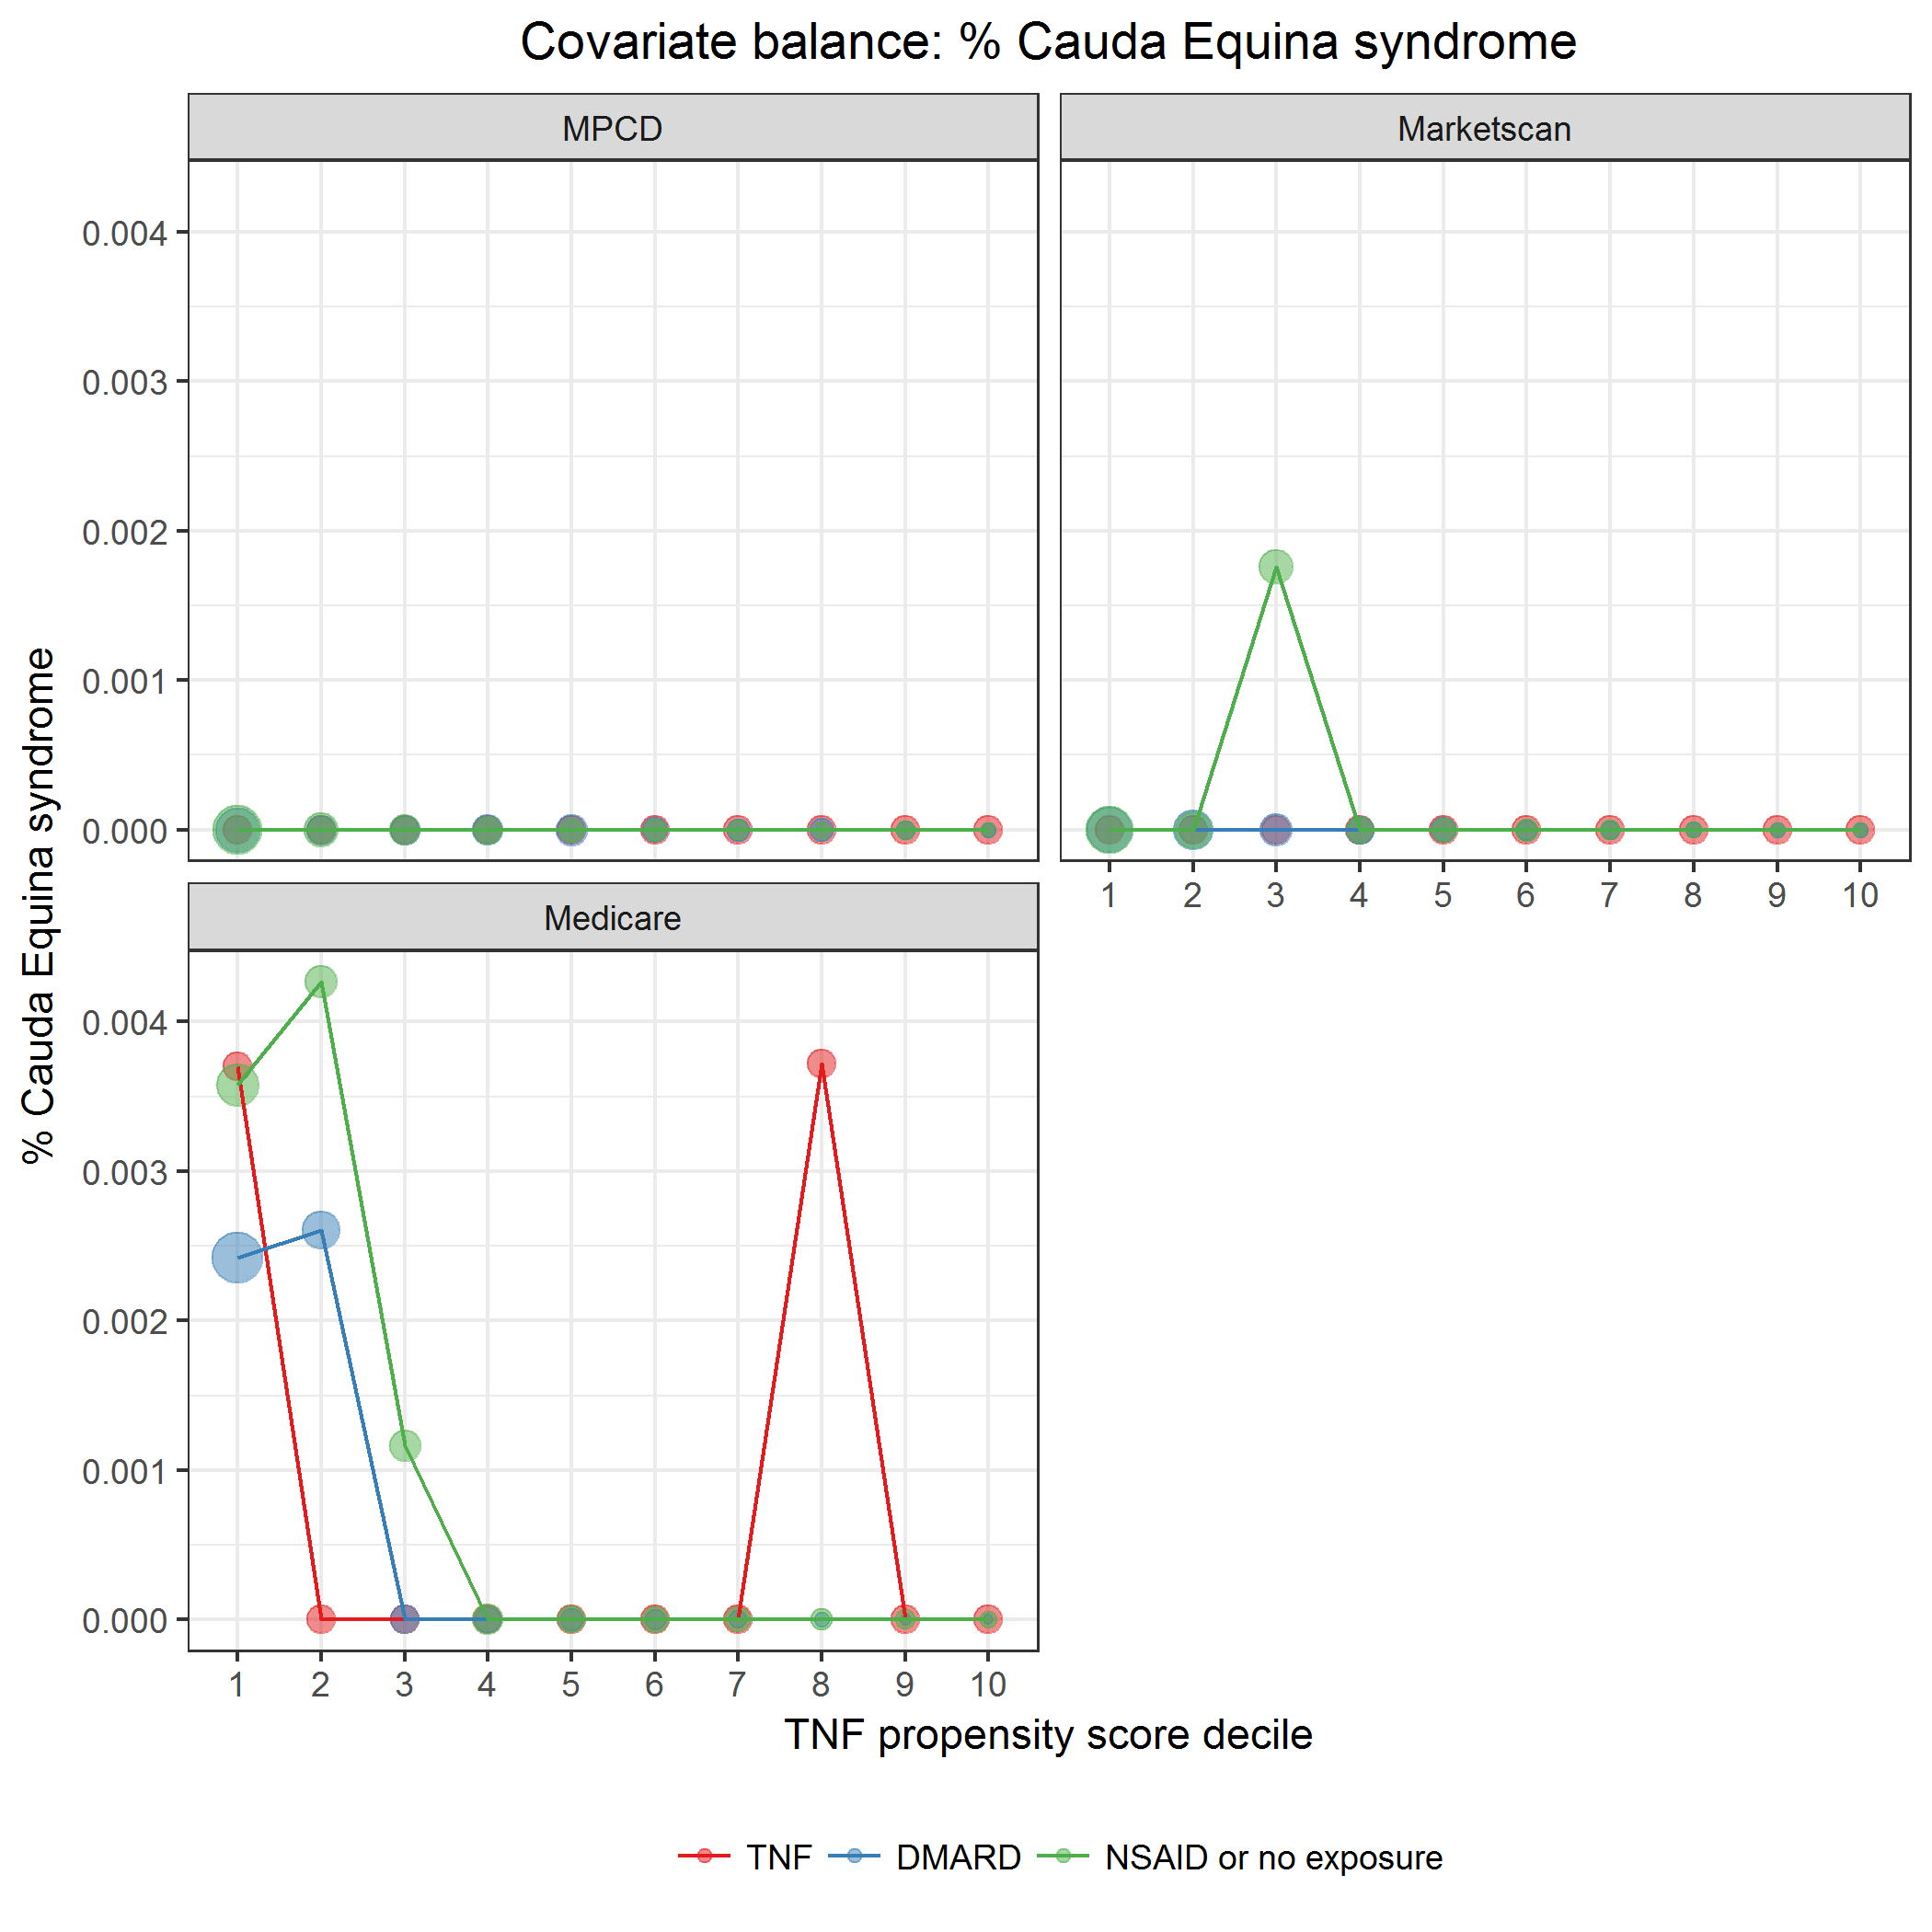 Covariate balance: % Cauda Equina syndrome
MPCD
Marketscan
0.004
0.003
0.002
0.001
0.000
1 2 3 4 5 6 7 8 9 10
Medicare
0.004
0.003
0.002
0.001
0.000
1 2 3 4 5 6 7 8 9 10
% Cauda Equina syndrome
TNF propensity score decile
TNF DMARD NSAID or no exposure